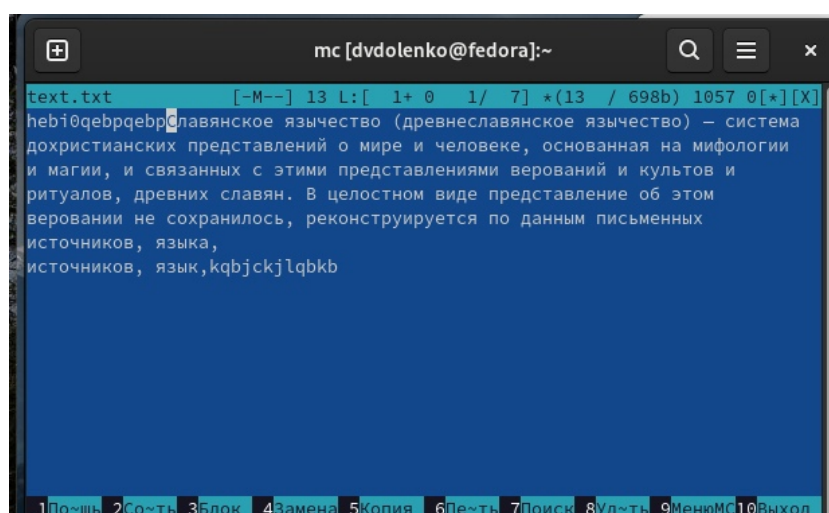 mc [dvdolenko@fedora]:~
text.txt [-M--] 13 L:[ 1+ 0 1/ 7] *(13 / 698b) 1057 0[*][X]
hebi0qebpqebpСлавянское язычество (древнеславянское язычество) — система
дохристианских представлений о мире и человеке, основанная на мифологии
и магии, и связанных с этими представлениями верований и культов и
ритуалов, древних славян. В целостном виде представление об этом
веровании не сохранилось, реконструируется по данным письменных
источников, языка,
источников, язык,kqbjckjlqbkb
1По~щь 2Со~ть 3Блок 4Замена 5Копия 6Пе~ть 7Поиск 8Уд~ть 9МенюMC10Выход